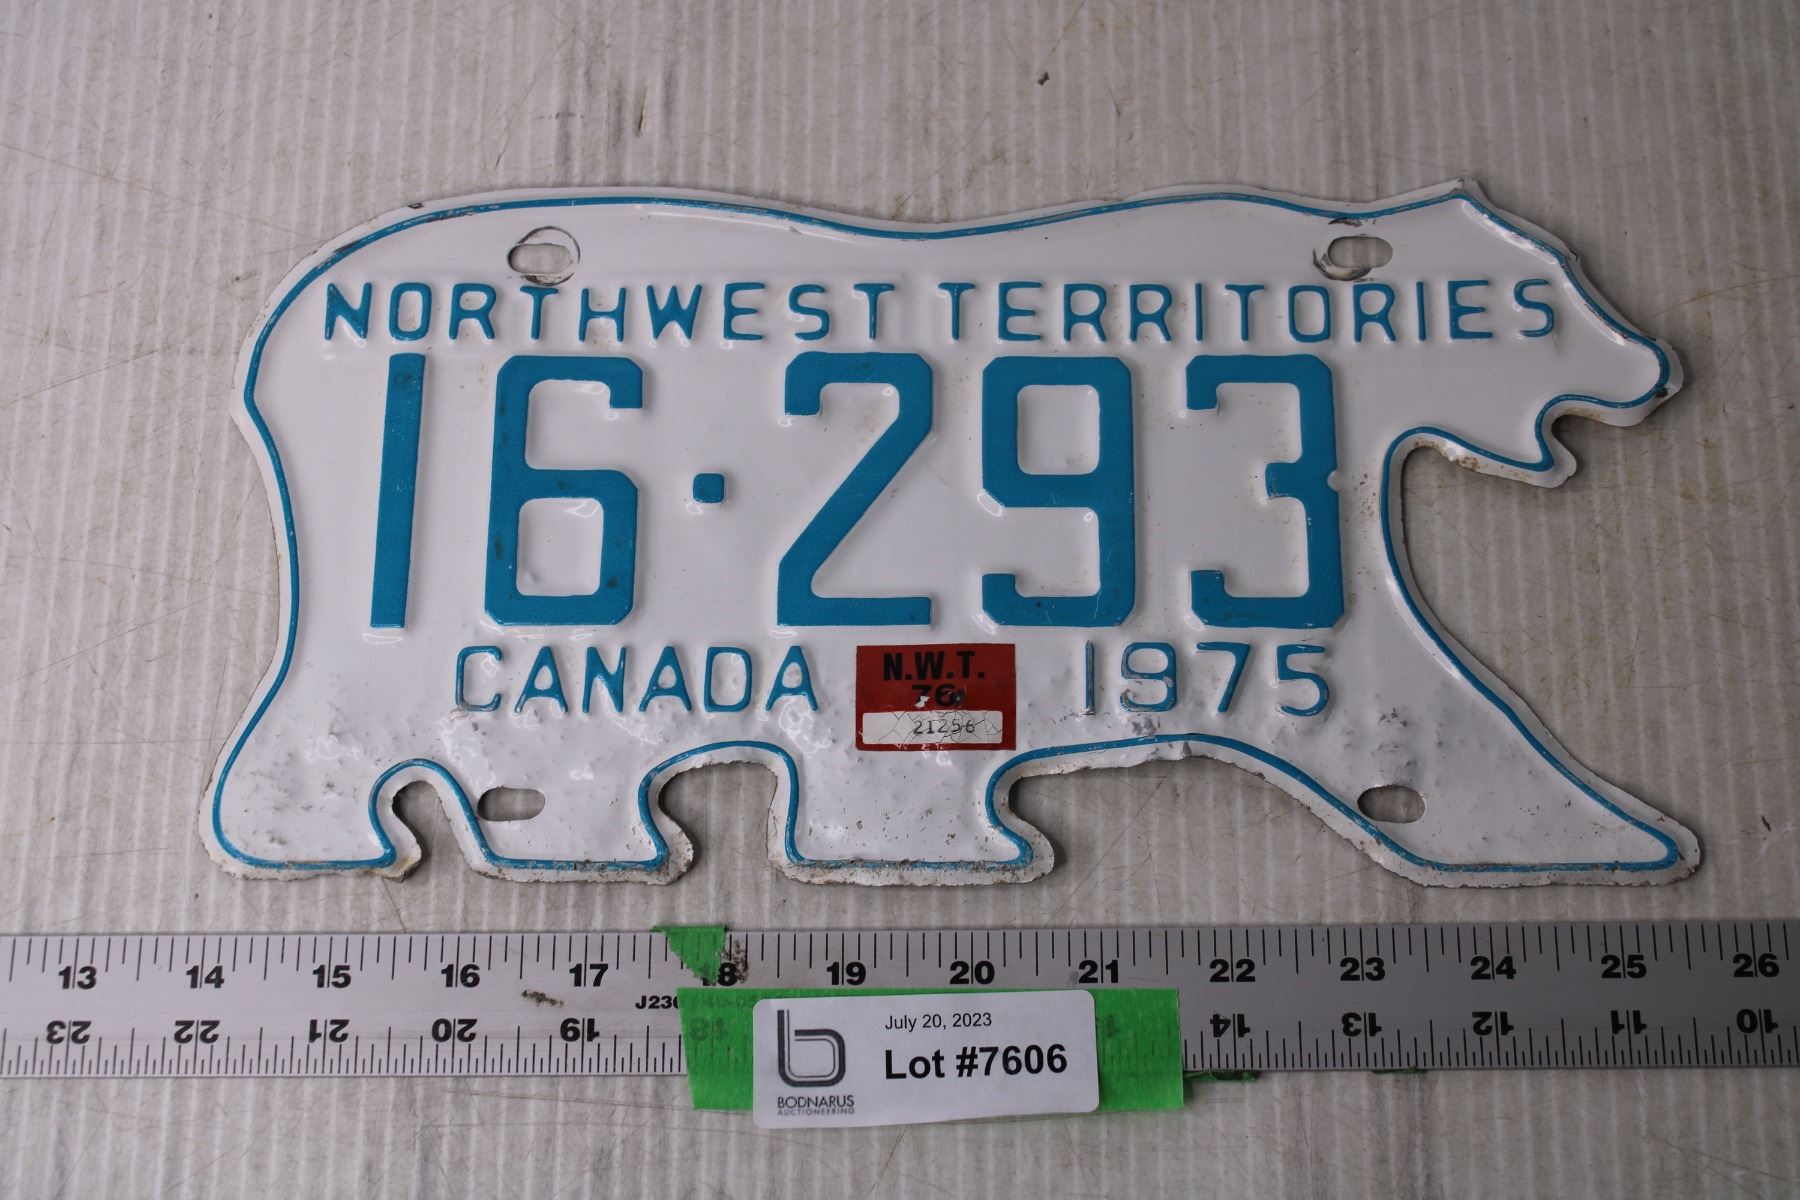 NORTHWEST TERRITORIES
16·293
CANADA 1975
N.W.T.
76
21256
13 14 15 16 17 18 19 20 21 22 23 24 25 26
23 22 21 20 19 18 14 13 12 11 10
July 20, 2023
Lot #7606
BODNARUS
AUCTIONEERING